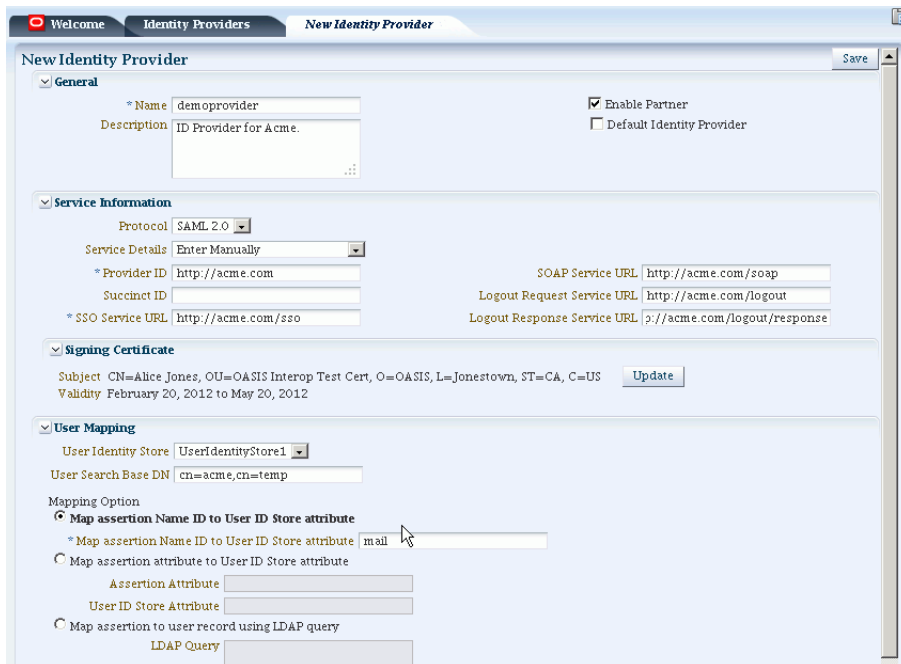 Welcome Identity Providers New Identity Provider
New Identity Provider Save
General
* Name demoprovider Enable Partner
Description ID Provider for Acme. Default Identity Provider
Service Information
Protocol SAML 2.0
Service Details Enter Manually
* Provider ID http://acme.com SOAP Service URL http://acme.com/soap
Succinct ID Logout Request Service URL http://acme.com/logout
* SSO Service URL http://acme.com/sso Logout Response Service URL p://acme.com/logout/response
Signing Certificate
Subject CN=Alice Jones, OU=OASIS Interop Test Cert, O=OASIS, L=Jonestown, ST=CA, C=US Update
Validity February 20, 2012 to May 20, 2012
User Mapping
User Identity Store UserIdentityStore1
User Search Base DN cn=acme,cn=temp
Mapping Option
Map assertion Name ID to User ID Store attribute
* Map assertion Name ID to User ID Store attribute mail
Map assertion attribute to User ID Store attribute
Assertion Attribute
User ID Store Attribute
Map assertion to user record using LDAP query
LDAP Query